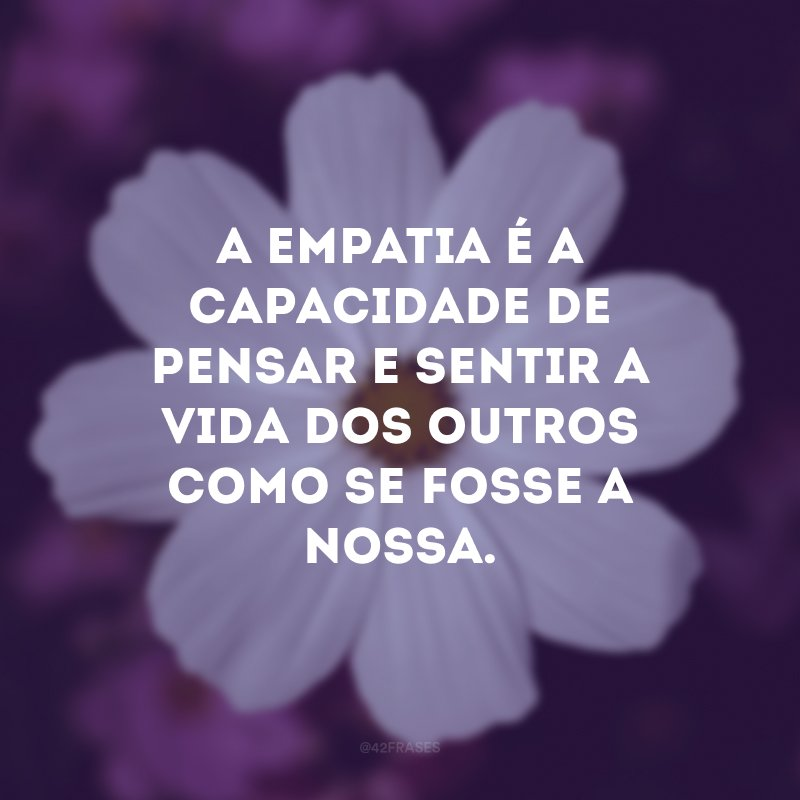 A EMPATIA É A
CAPACIDADE DE
PENSAR E SENTIR A
VIDA DOS OUTROS
COMO SE FOSSE A
NOSSA.
@42FRASES